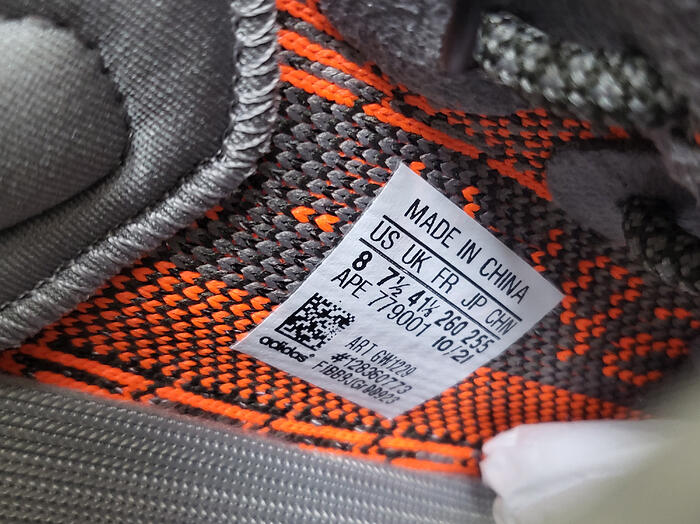 MADE IN CHINA
US UK FR JP CHN
8 7½ 41⅓ 260 255
APE 779001 10/21
ART GW1229
#126360773
adidas®